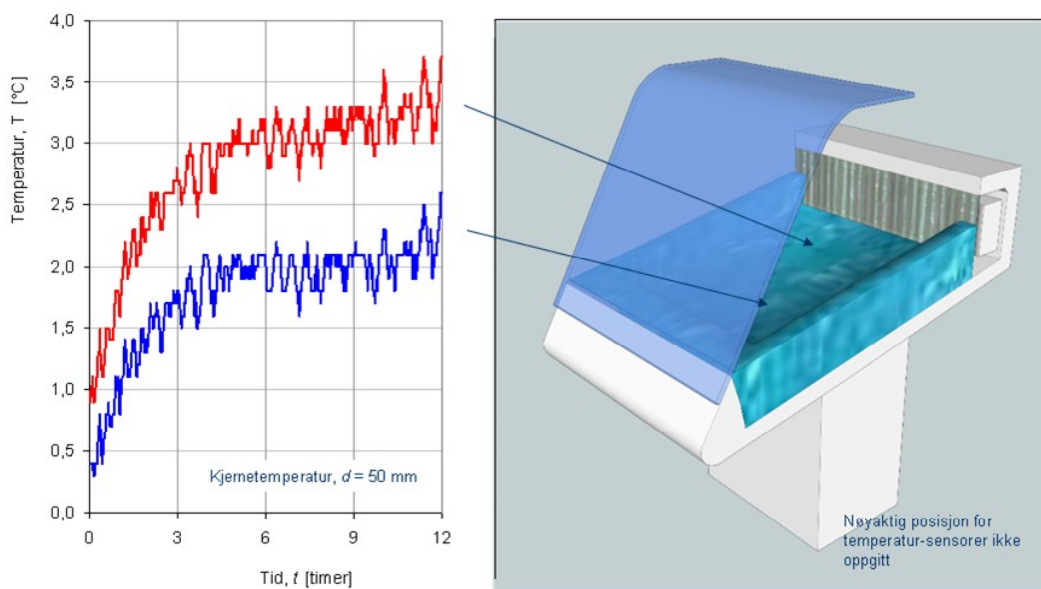 4,0
3,5
3,0
2,5
2,0
1,5
1,0
0,5
0,0
Temperatur, T [°C]
Kjernetemperatur, d = 50 mm
0 3 6 9 12
Tid, t [timer]
Nøyaktig posisjon for
temperatur-sensorer ikke
oppgitt